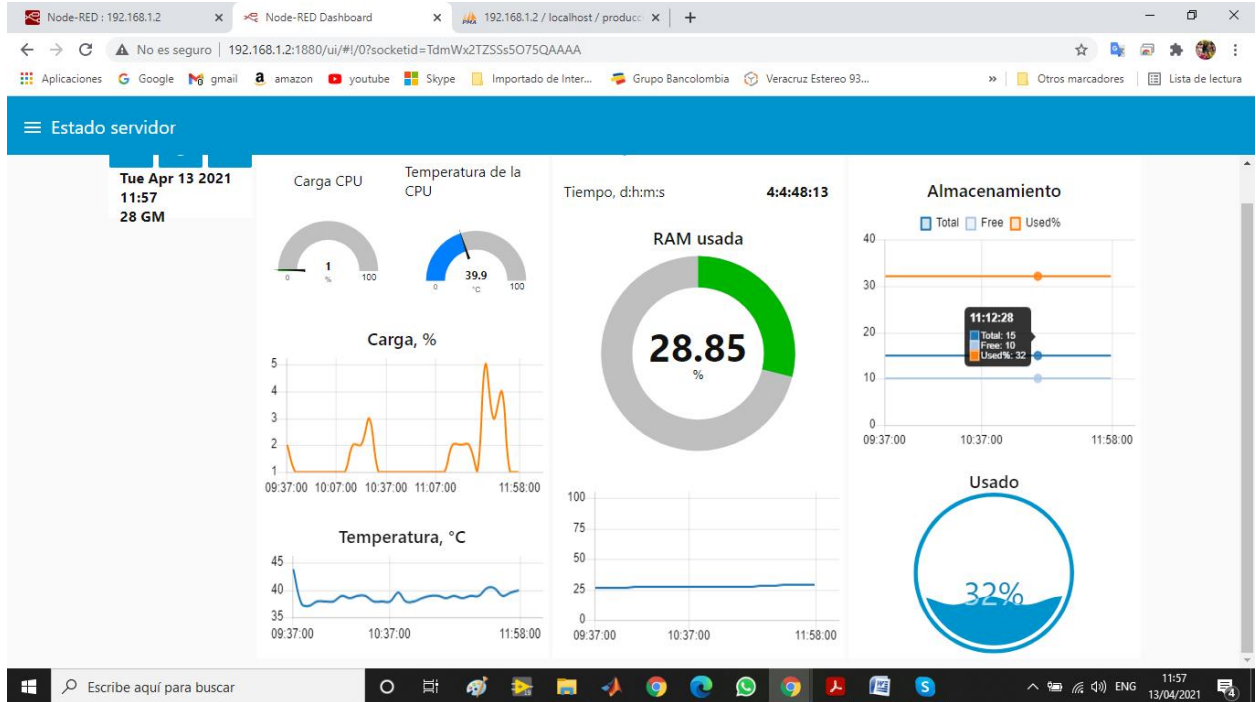 Node-RED : 192.168.1.2
Node-RED Dashboard
192.168.1.2 / localhost / producc
No es seguro | 192.168.1.2:1880/ui/#!/0?socketid=TdmWx2TZSSs5O75QAAAA
Aplicaciones Google gmail amazon youtube Skype Importado de Inter... Grupo Bancolombia Veracruz Estereo 93... » Otros marcadores Lista de lectura
Estado servidor
Tue Apr 13 2021
11:57
28 GM
Carga CPU
1
%
0 100
Temperatura de la
CPU
39.9
°C
0 100
Carga, %
5
4
3
2
1
09:37:00 10:07:00 10:37:00 11:07:00 11:58:00
Temperatura, °C
45
40
35
09:37:00 10:37:00 11:58:00
Tiempo, d:h:m:s 4:4:48:13
RAM usada
28.85
%
100
75
50
25
0
09:37:00 10:37:00 11:58:00
Almacenamiento
Total Free Used%
40
30
20
10
0
11:12:28
Total: 15
Free: 10
Used%: 32
09:37:00 10:37:00 11:58:00
Usado
32%
Escribe aquí para buscar
ENG
11:57
13/04/2021
4